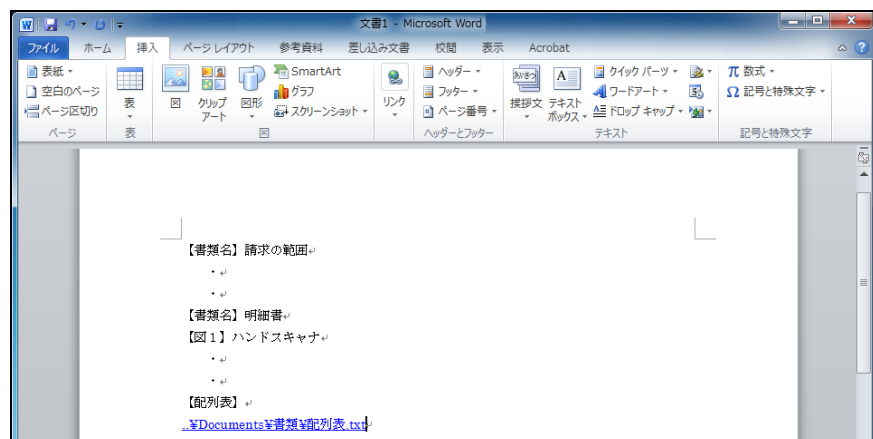 文書1 - Microsoft Word
ファイル ホーム 挿入 ページ レイアウト 参考資料 差し込み文書 校閲 表示 Acrobat
表紙
空白のページ
ページ区切り
ページ
表
表
図
クリップ
アート
図形
SmartArt
グラフ
スクリーンショット
図
リンク
ヘッダー
フッター
ページ番号
ヘッダーとフッター
あいさつ
挨拶文
A
テキスト
ボックス
クイック パーツ
ワードアート
ドロップ キャップ
テキスト
π 数式
Ω 記号と特殊文字
記号と特殊文字
【書類名】請求の範囲
・
・
【書類名】明細書
【図１】ハンドスキャナ
・
・
【配列表】
..¥Documents¥書類¥配列表.txt